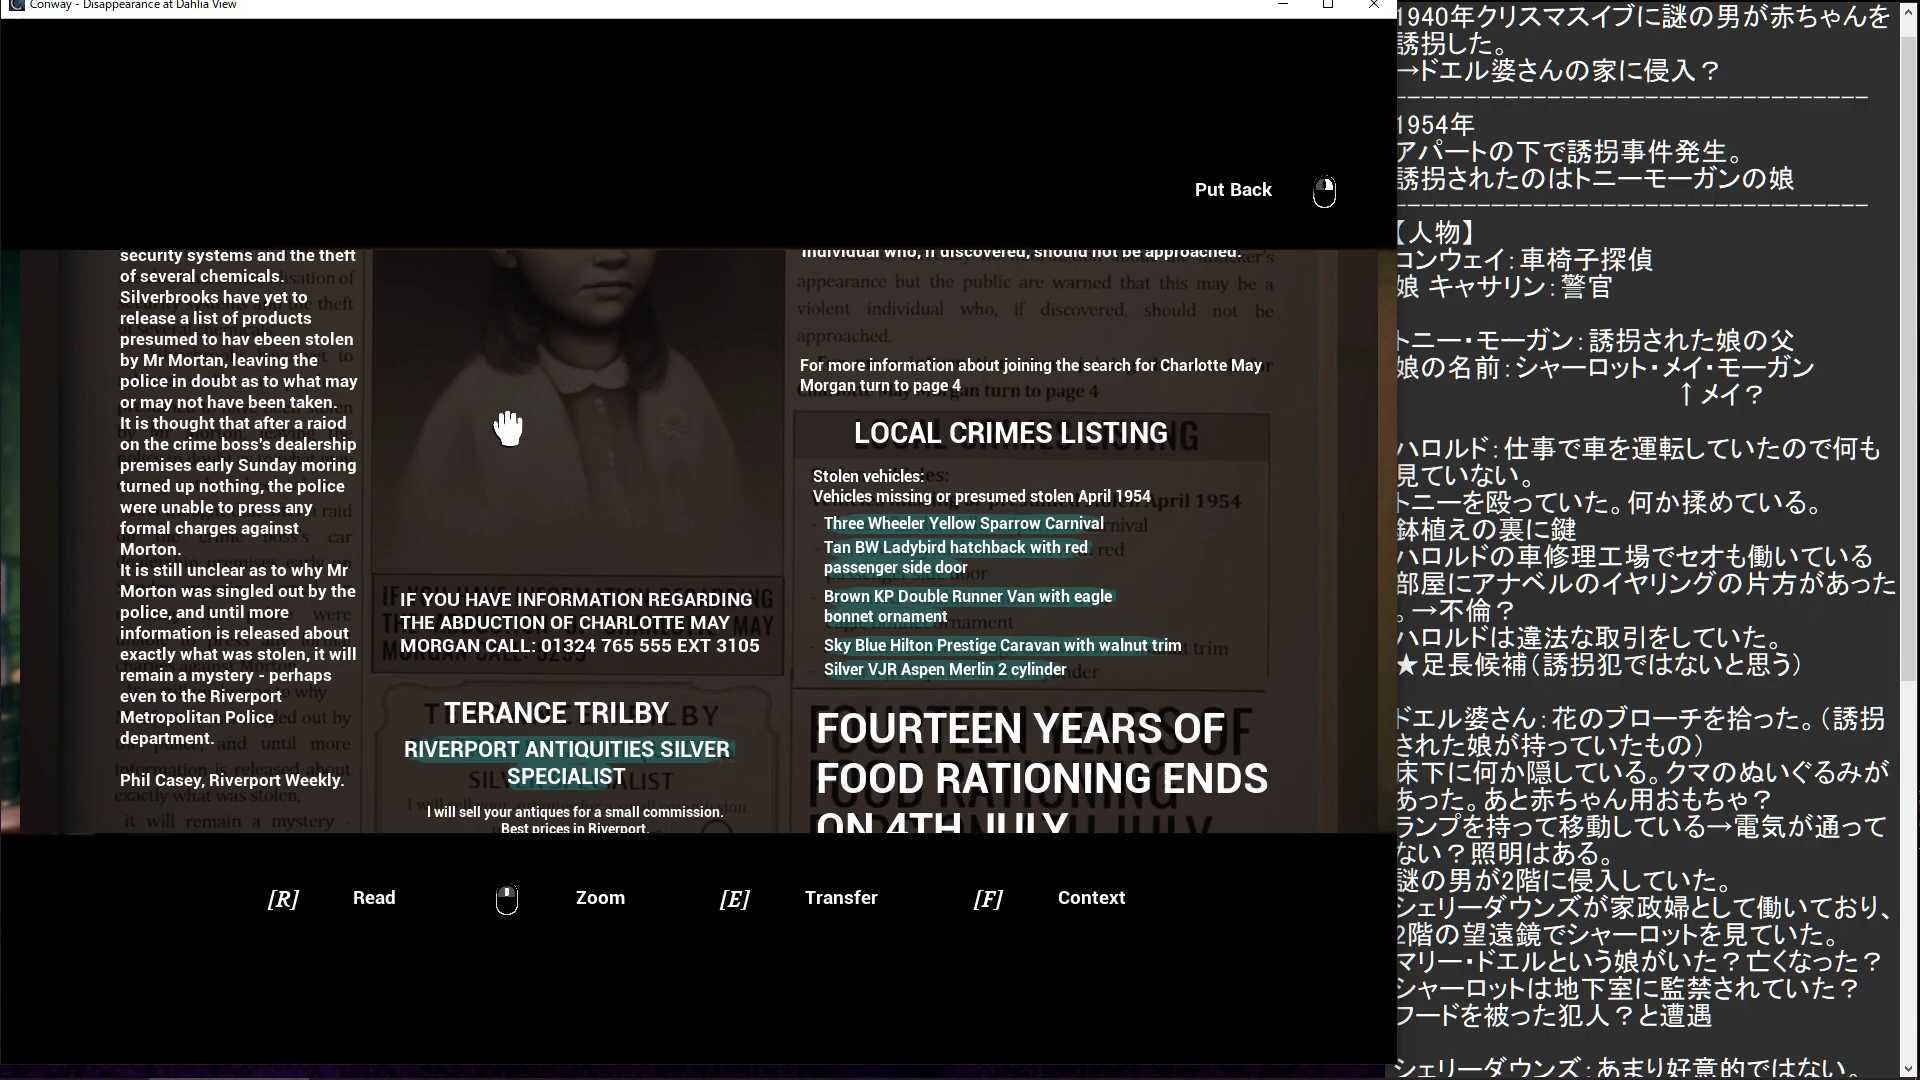 Conway - Disappearance at Dahlia View
Put Back
security systems and the theft
of several chemicals.
Silverbrooks have yet to
release a list of products
presumed to hav ebeen stolen
by Mr Mortan, leaving the
police in doubt as to what may
or may not have been taken.
It is thought that after a raiod
on the crime boss's dealership
premises early Sunday moring
turned up nothing, the police
were unable to press any
formal charges against
Morton.
It is still unclear as to why Mr
Morton was singled out by the
police, and until more
information is released about
exactly what was stolen, it will
remain a mystery - perhaps
even to the Riverport
Metropolitan Police
department.
Phil Casey, Riverport Weekly.
IF YOU HAVE INFORMATION REGARDING
THE ABDUCTION OF CHARLOTTE MAY
MORGAN CALL: 01324 765 555 EXT 3105
TERANCE TRILBY
RIVERPORT ANTIQUITIES SILVER
SPECIALIST
I will sell your antiques for a small commission.
Best prices in Riverport.
individual who, if discovered, should not be approached.
appearance but the public are warned that this may be a
violent individual who, if discovered, should not be
approached.
For more information about joining the search for Charlotte May
Morgan turn to page 4
LOCAL CRIMES LISTING
Stolen vehicles:
Vehicles missing or presumed stolen April 1954
Three Wheeler Yellow Sparrow Carnival
Tan BW Ladybird hatchback with red
passenger side door
Brown KP Double Runner Van with eagle
bonnet ornament
Sky Blue Hilton Prestige Caravan with walnut trim
Silver VJR Aspen Merlin 2 cylinder
FOURTEEN YEARS OF
FOOD RATIONING ENDS
ON 4TH JULY
[R] Read Zoom [E] Transfer [F] Context
1940年クリスマスイブに謎の男が赤ちゃんを
誘拐した。
→ドエル婆さんの家に侵入？
1954年
アパートの下で誘拐事件発生。
誘拐されたのはトニーモーガンの娘
【人物】
コンウェイ：車椅子探偵
娘 キャサリン：警官
トニー・モーガン：誘拐された娘の父
娘の名前：シャーロット・メイ・モーガン
↑メイ？
ハロルド：仕事で車を運転していたので何も
見ていない。
トニーを殴っていた。何か揉めている。
鉢植えの裏に鍵
ハロルドの車修理工場でセオも働いている
部屋にアナベルのイヤリングの片方があった
。→不倫？
ハロルドは違法な取引をしていた。
★足長候補（誘拐犯ではないと思う）
ドエル婆さん：花のブローチを拾った。（誘拐
された娘が持っていたもの）
床下に何か隠している。クマのぬいぐるみが
あった。あと赤ちゃん用おもちゃ？
ランプを持って移動している→電気が通って
ない？照明はある。
謎の男が2階に侵入していた。
シェリーダウンズが家政婦として働いており、
2階の望遠鏡でシャーロットを見ていた。
マリー・ドエルという娘がいた？亡くなった？
シャーロットは地下室に監禁されていた？
フードを被った犯人？と遭遇
シェリーダウンズ：あまり好意的ではない。